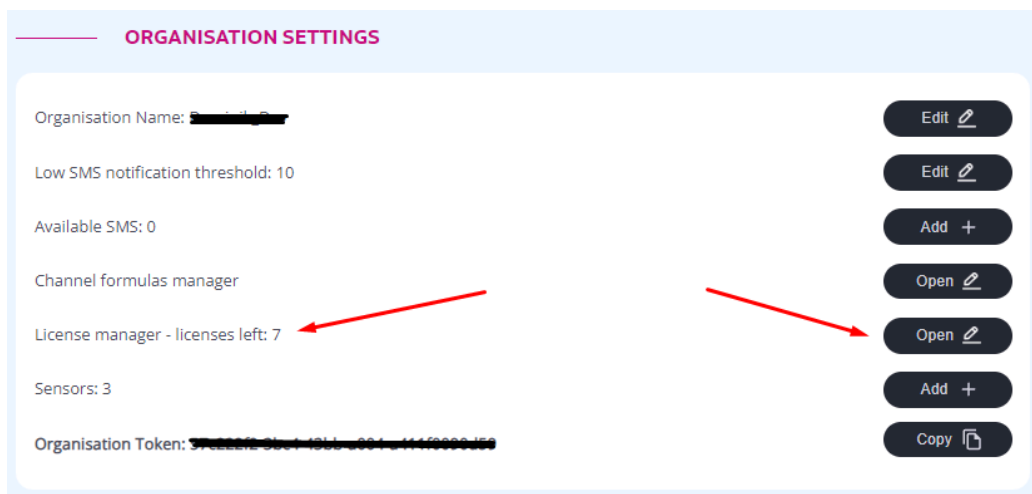 ORGANISATION SETTINGS
Organisation Name:
Edit
Low SMS notification threshold: 10
Edit
Available SMS: 0
Add +
Channel formulas manager
Open
License manager - licenses left: 7
Open
Sensors: 3
Add +
Organisation Token:
Copy